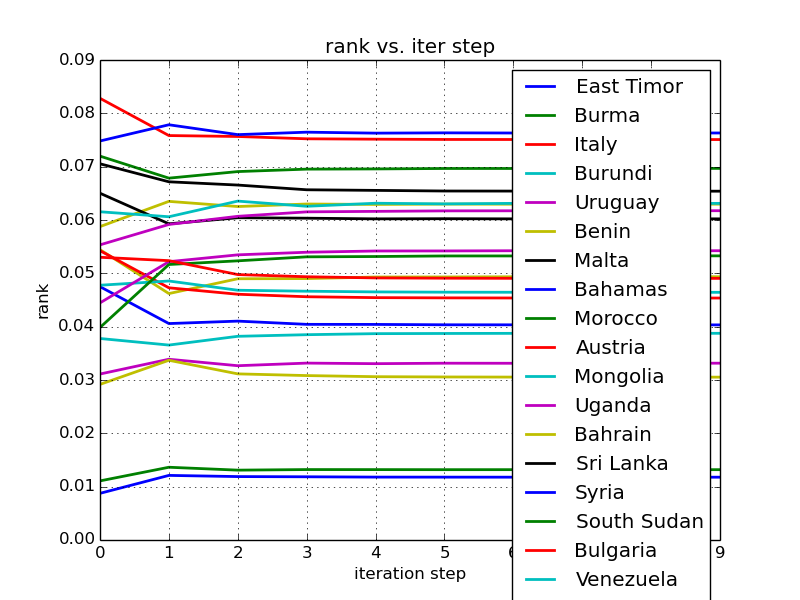 rank vs. iter step
0.09
0.08
0.07
0.06
0.05
0.04
0.03
0.02
0.01
0.00
rank
0 1 2 3 4 5 9
iteration step
East Timor
Burma
Italy
Burundi
Uruguay
Benin
Malta
Bahamas
Morocco
Austria
Mongolia
Uganda
Bahrain
Sri Lanka
Syria
South Sudan
Bulgaria
Venezuela